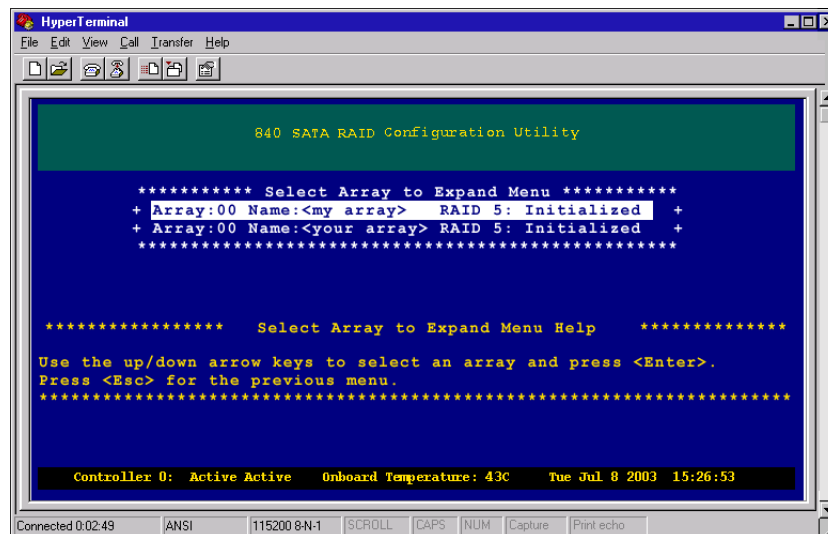 HyperTerminal
File Edit View Call Transfer Help
840 SATA RAID Configuration Utility
*********** Select Array to Expand Menu ***********
+ Array:00 Name:<my array> RAID 5: Initialized +
+ Array:00 Name:<your array> RAID 5: Initialized +
***************************************************
***************** Select Array to Expand Menu Help **************
Use the up/down arrow keys to select an array and press <Enter>.
Press <Esc> for the previous menu.
***********************************************************************
Controller 0: Active Active Onboard Temperature: 43C Tue Jul 8 2003 15:26:53
Connected 0:02:49 ANSI 115200 8-N-1 SCROLL CAPS NUM Capture Print echo